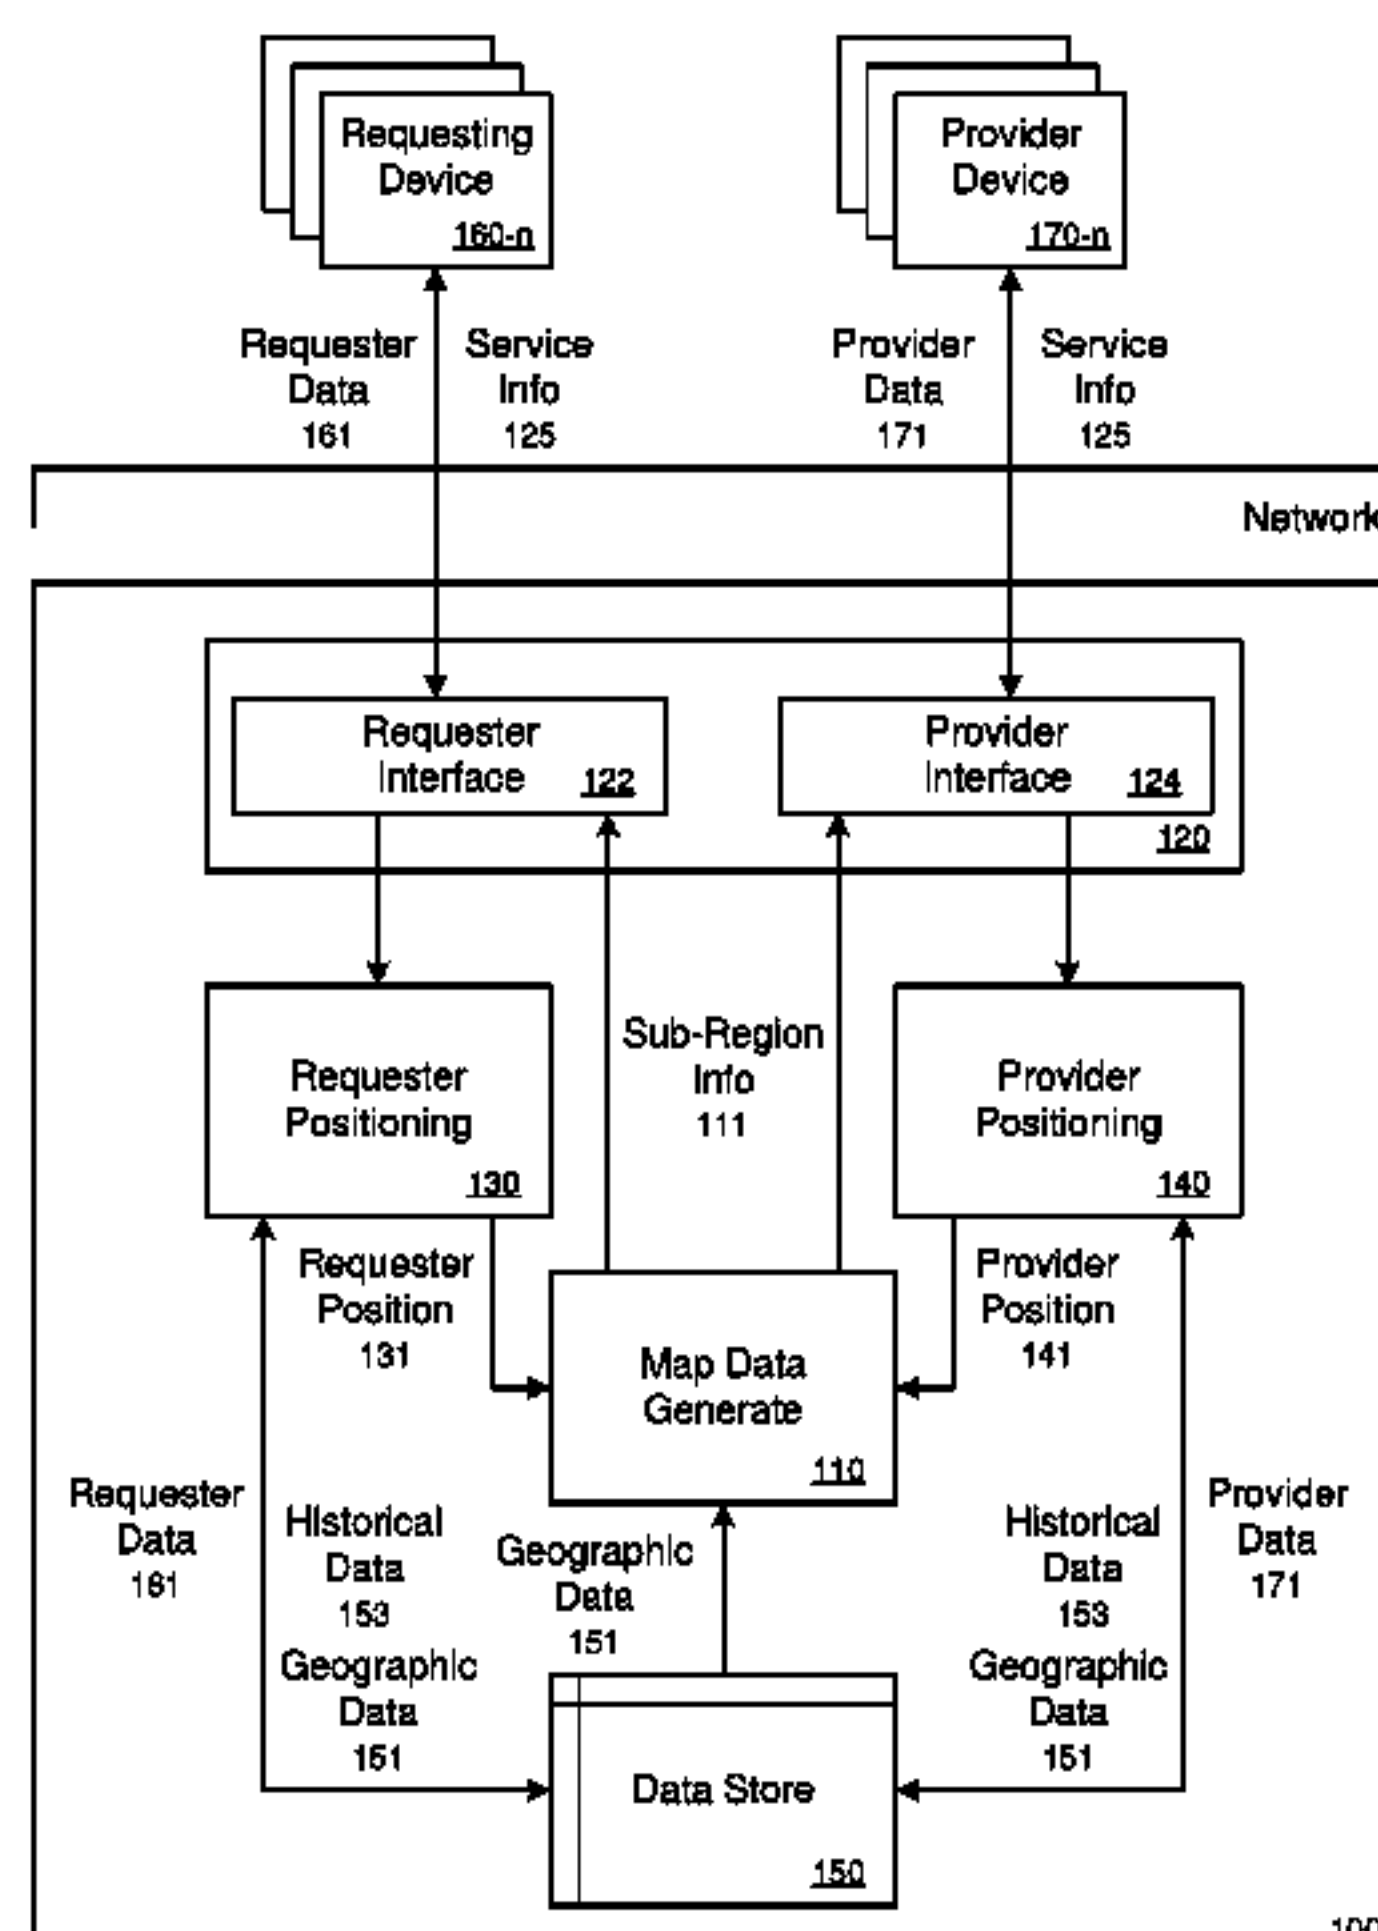 Requesting
Device
160-n
Provider
Device
170-n
Requester
Data
161
Service
Info
125
Provider
Data
171
Service
Info
125
Network
Requester
Interface 122
Provider
Interface 124
120
Requester
Positioning
130
Sub-Region
Info
111
Provider
Positioning
140
Requester
Position
131
Provider
Position
141
Map Data
Generate
110
Requester
Data
161
Historical
Data
153
Geographic
Data
151
Geographic
Data
151
Historical
Data
153
Geographic
Data
151
Provider
Data
171
Data Store
150
100